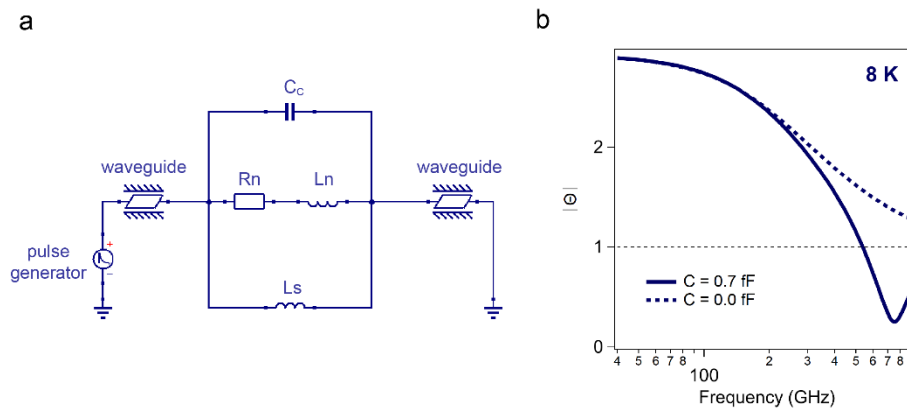 a
C_C
waveguide
Rn
Ln
waveguide
+
pulse
generator
−
Ls
b
8 K
|Θ|
2
1
0
C = 0.7 fF
C = 0.0 fF
4 5 6 7 8 2 3 4 5 6 7 8
100
Frequency (GHz)